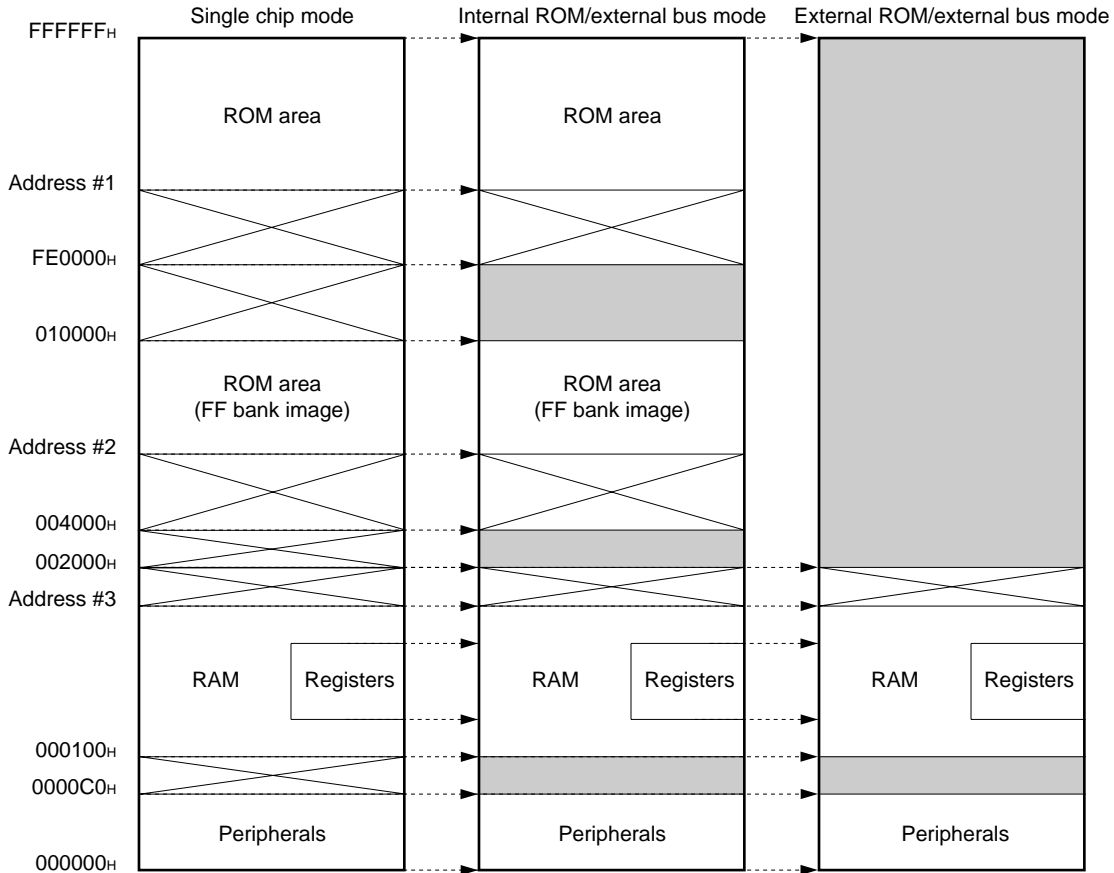 Single chip mode
Internal ROM/external bus mode
External ROM/external bus mode
FFFFFFH
ROM area
ROM area
Address #1
FE0000H
010000H
ROM area
(FF bank image)
ROM area
(FF bank image)
Address #2
004000H
002000H
Address #3
RAM
Registers
RAM
Registers
RAM
Registers
000100H
0000C0H
Peripherals
Peripherals
Peripherals
000000H